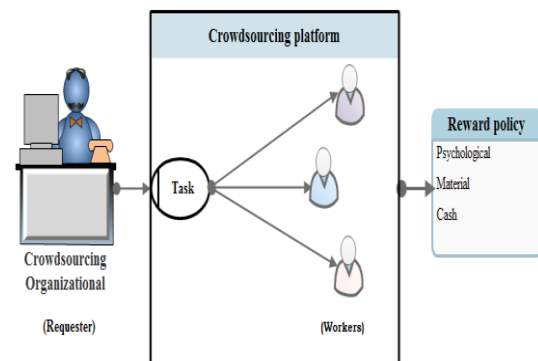 Crowdsourcing platform
Task
Crowdsourcing
Organizational
(Requester)
(Workers)
Reward policy
Psychological
Material
Cash